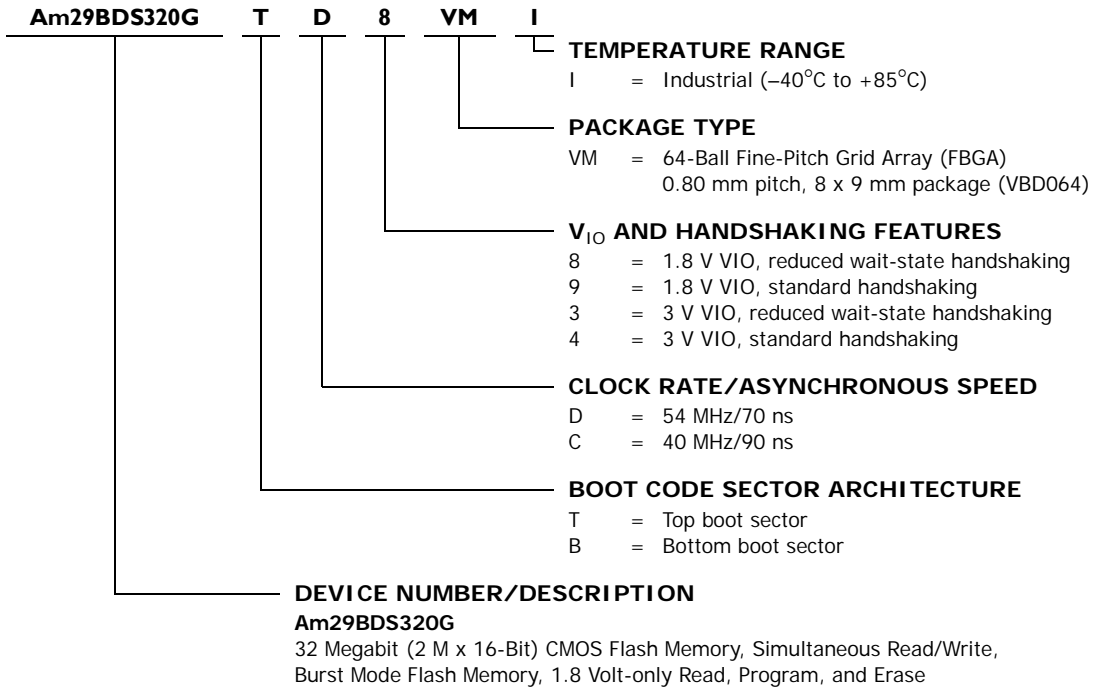 Am29BDS320G T D 8 VM I
TEMPERATURE RANGE
I = Industrial (–40°C to +85°C)
PACKAGE TYPE
VM = 64-Ball Fine-Pitch Grid Array (FBGA)
0.80 mm pitch, 8 x 9 mm package (VBD064)
VIO AND HANDSHAKING FEATURES
8 = 1.8 V VIO, reduced wait-state handshaking
9 = 1.8 V VIO, standard handshaking
3 = 3 V VIO, reduced wait-state handshaking
4 = 3 V VIO, standard handshaking
CLOCK RATE/ASYNCHRONOUS SPEED
D = 54 MHz/70 ns
C = 40 MHz/90 ns
BOOT CODE SECTOR ARCHITECTURE
T = Top boot sector
B = Bottom boot sector
DEVICE NUMBER/DESCRIPTION
Am29BDS320G
32 Megabit (2 M x 16-Bit) CMOS Flash Memory, Simultaneous Read/Write,
Burst Mode Flash Memory, 1.8 Volt-only Read, Program, and Erase